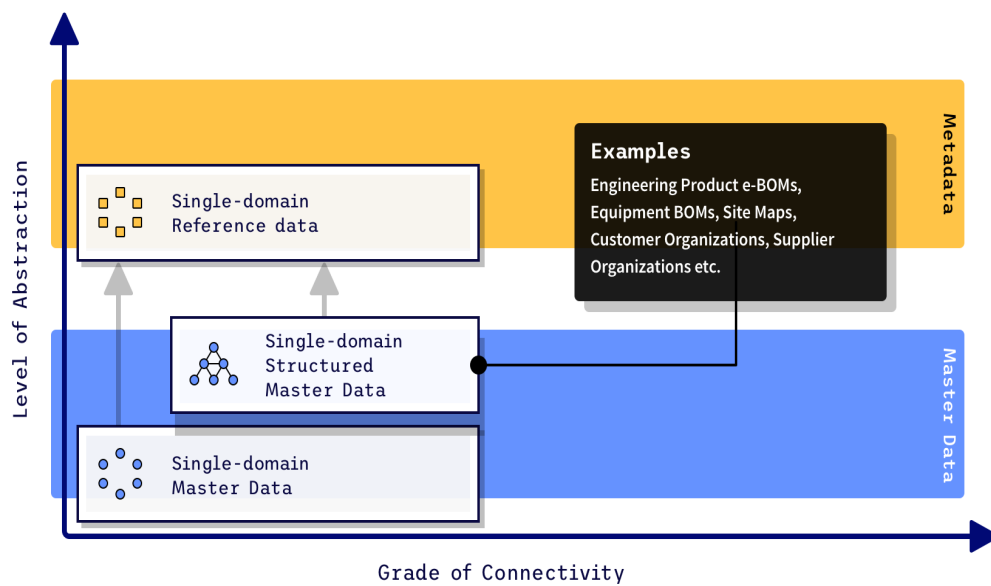 Metadata
Examples
Engineering Product e-BOMs,
Equipment BOMs, Site Maps,
Customer Organizations, Supplier
Organizations etc.
Single-domain
Reference data
Level of Abstraction
Single-domain
Structured
Master Data
Master Data
Single-domain
Master Data
Grade of Connectivity